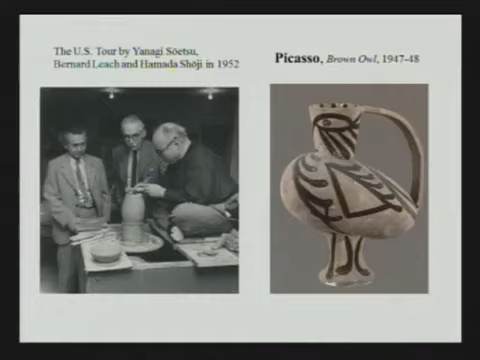 The U.S. Tour by Yanagi Sōetsu,
Bernard Leach and Hamada Shōji in 1952
Picasso, Brown Owl, 1947-48